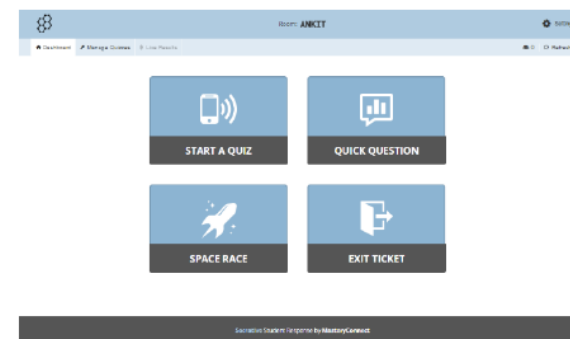 Room: ANKIT
Dashboard Manage Quizzes Live Results 0 Refresh
START A QUIZ QUICK QUESTION
SPACE RACE EXIT TICKET
Socrative Student Response by MasteryConnect